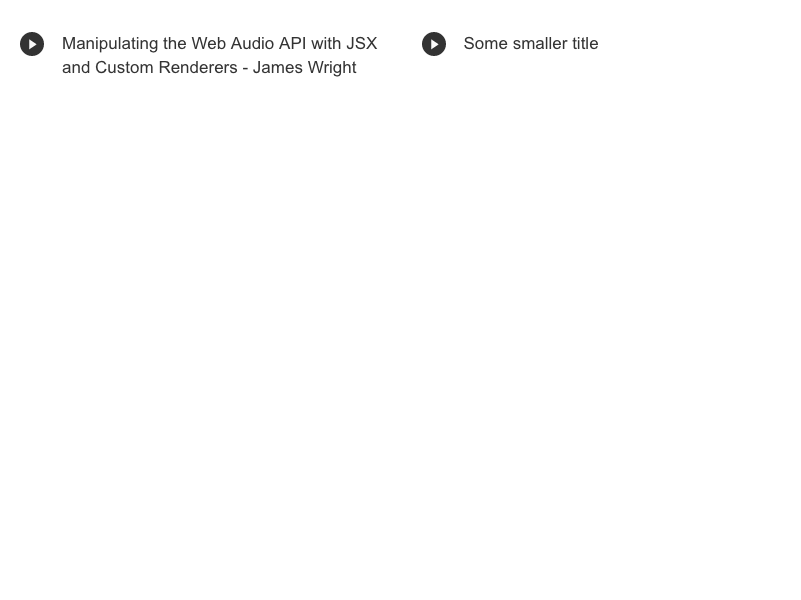 Manipulating the Web Audio API with JSX
and Custom Renderers - James Wright
Some smaller title